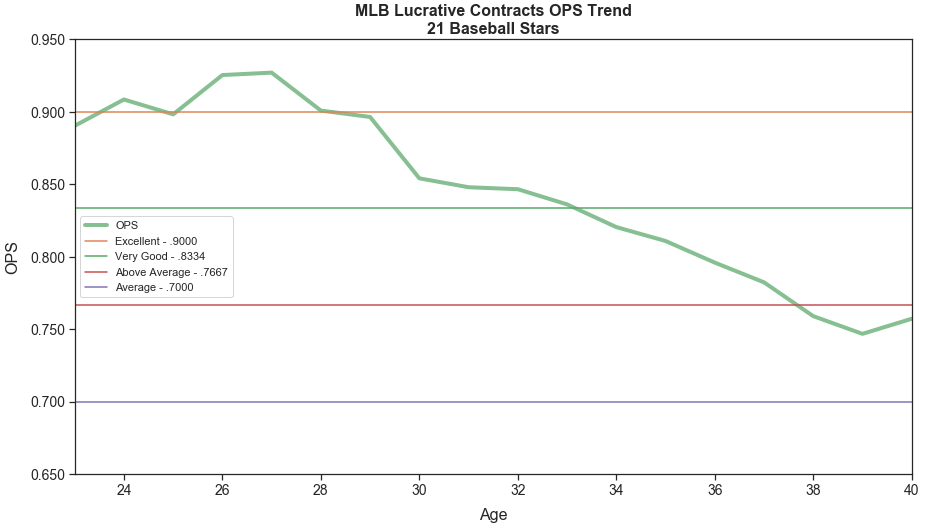 MLB Lucrative Contracts OPS Trend
21 Baseball Stars
0.950
0.900
0.850
0.800
0.750
0.700
0.650
OPS
OPS
Excellent - .9000
Very Good - .8334
Above Average - .7667
Average - .7000
24 26 28 30 32 34 36 38 40
Age